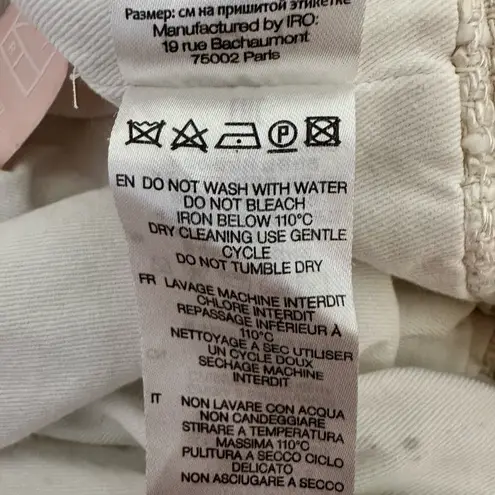 Размер: см на пришитой этикетке
Manufactured by IRO:
19 rue Bachaumont
75002 Paris
P
EN DO NOT WASH WITH WATER
DO NOT BLEACH
IRON BELOW 110°C
DRY CLEANING USE GENTLE
CYCLE
DO NOT TUMBLE DRY
FR LAVAGE MACHINE INTERDIT
CHLORE INTERDIT
REPASSAGE INFÉRIEUR À
110°C
NETTOYAGE A SEC UTILISER
UN CYCLE DOUX
SECHAGE MACHINE
INTERDIT
IT NON LAVARE CON ACQUA
NON CANDEGGIARE
STIRARE A TEMPERATURA
MASSIMA 110°C
PULITURA A SECCO CICLO
DELICATO
NON ASCIUGARE A SECCO